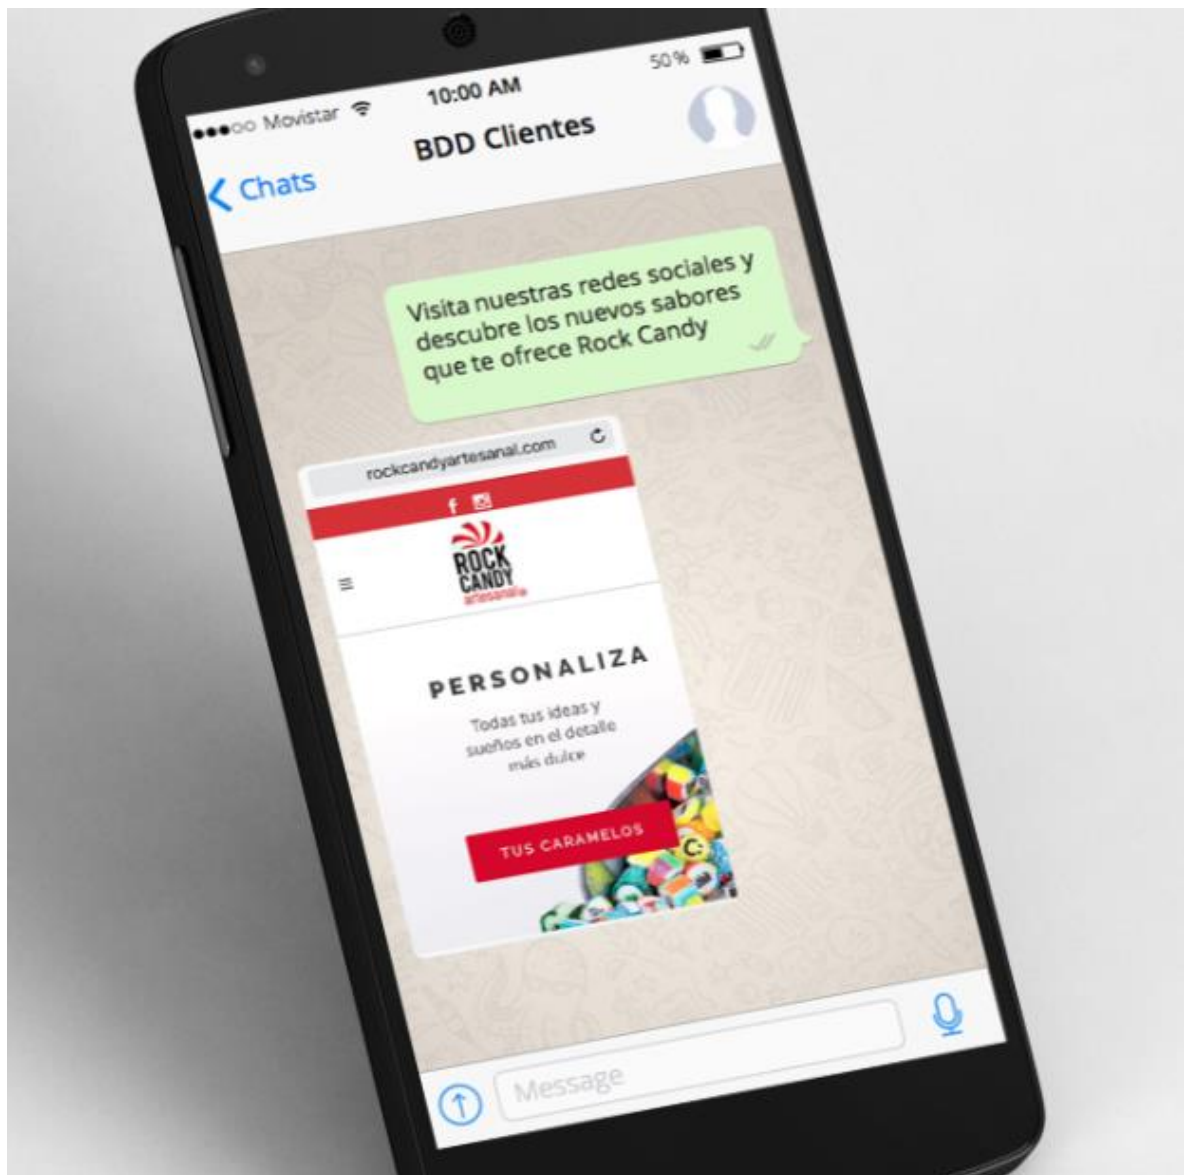 ●●●○○ Movistar 10:00 AM 50%
Chats BDD Clientes
Visita nuestras redes sociales y
descubre los nuevos sabores
que te ofrece Rock Candy
rockcandyartesanal.com
f
ROCK
CANDY
artesanal
PERSONALIZA
Todas tus ideas y
sueños en el detalle
más dulce
TUS CARAMELOS
C:
Message